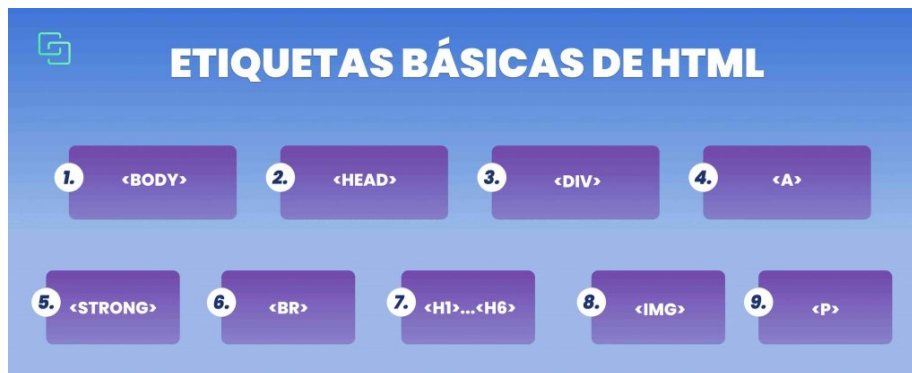 ETIQUETAS BÁSICAS DE HTML
1. <BODY>
2. <HEAD>
3. <DIV>
4. <A>
5. <STRONG>
6. <BR>
7. <H1>...<H6>
8. <IMG>
9. <P>